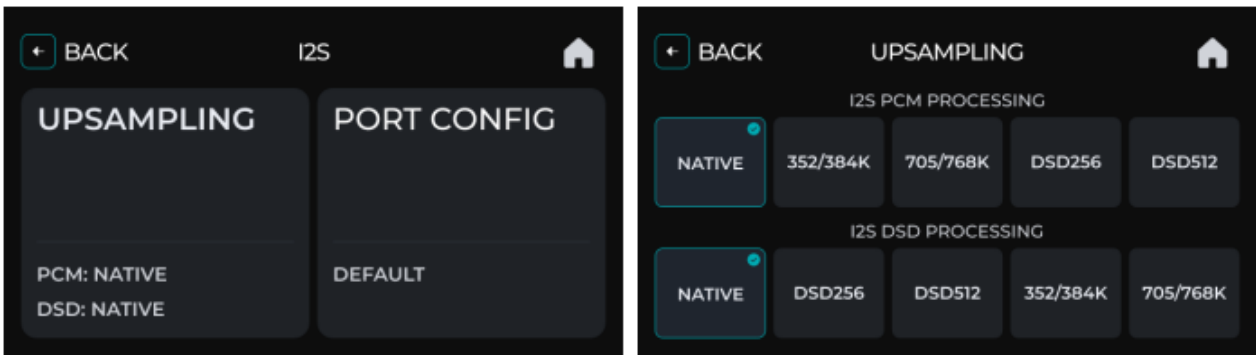 BACK I2S
UPSAMPLING
PCM: NATIVE
DSD: NATIVE
PORT CONFIG
DEFAULT
BACK UPSAMPLING
I2S PCM PROCESSING
NATIVE 352/384K 705/768K DSD256 DSD512
I2S DSD PROCESSING
NATIVE DSD256 DSD512 352/384K 705/768K